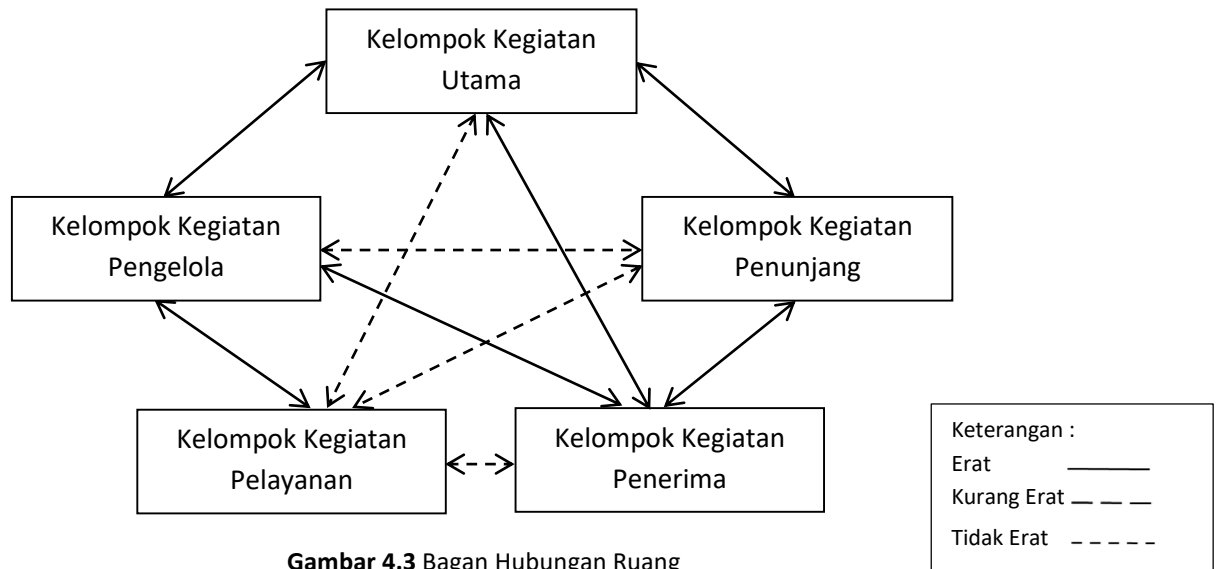 Kelompok Kegiatan
Utama
Kelompok Kegiatan
Pengelola
Kelompok Kegiatan
Penunjang
Kelompok Kegiatan
Pelayanan
Kelompok Kegiatan
Penerima
Keterangan :
Erat
Kurang Erat
Tidak Erat
Gambar 4.3 Bagan Hubungan Ruang